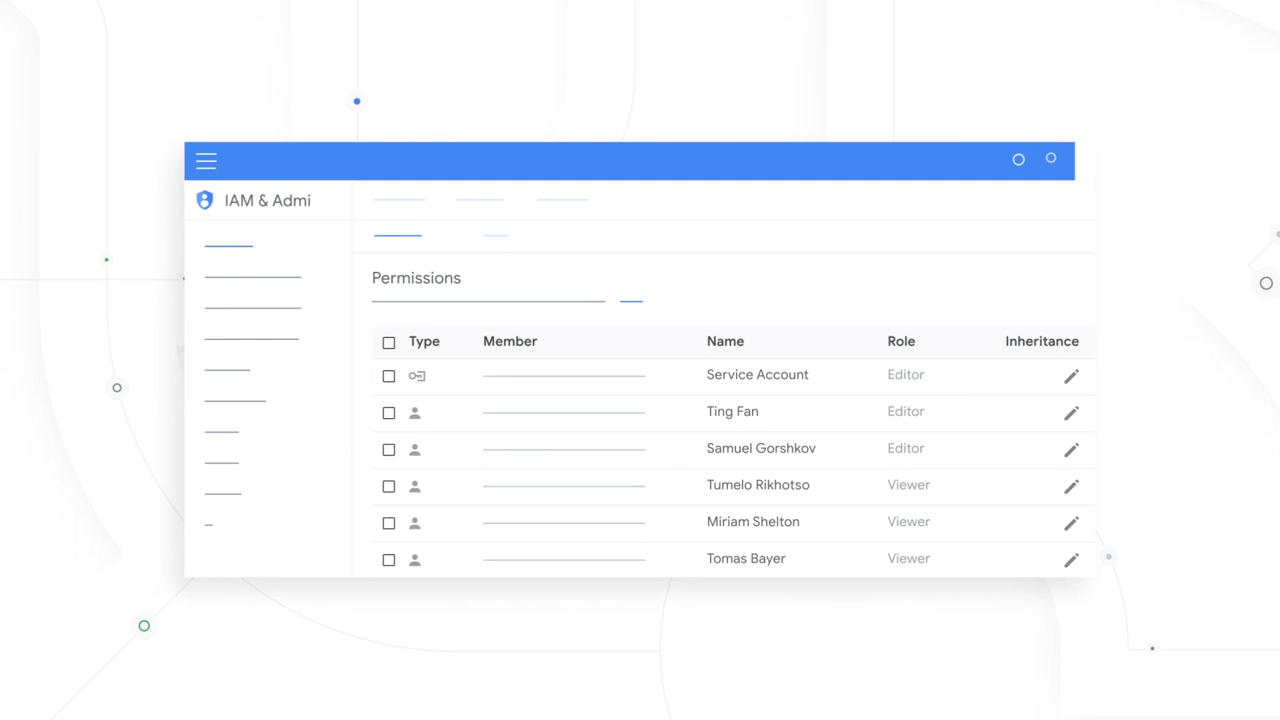 IAM & Admi
Permissions
Type Member Name Role Inheritance
Service Account Editor
Ting Fan Editor
Samuel Gorshkov Editor
Tumelo Rikhotso Viewer
Miriam Shelton Viewer
Tomas Bayer Viewer